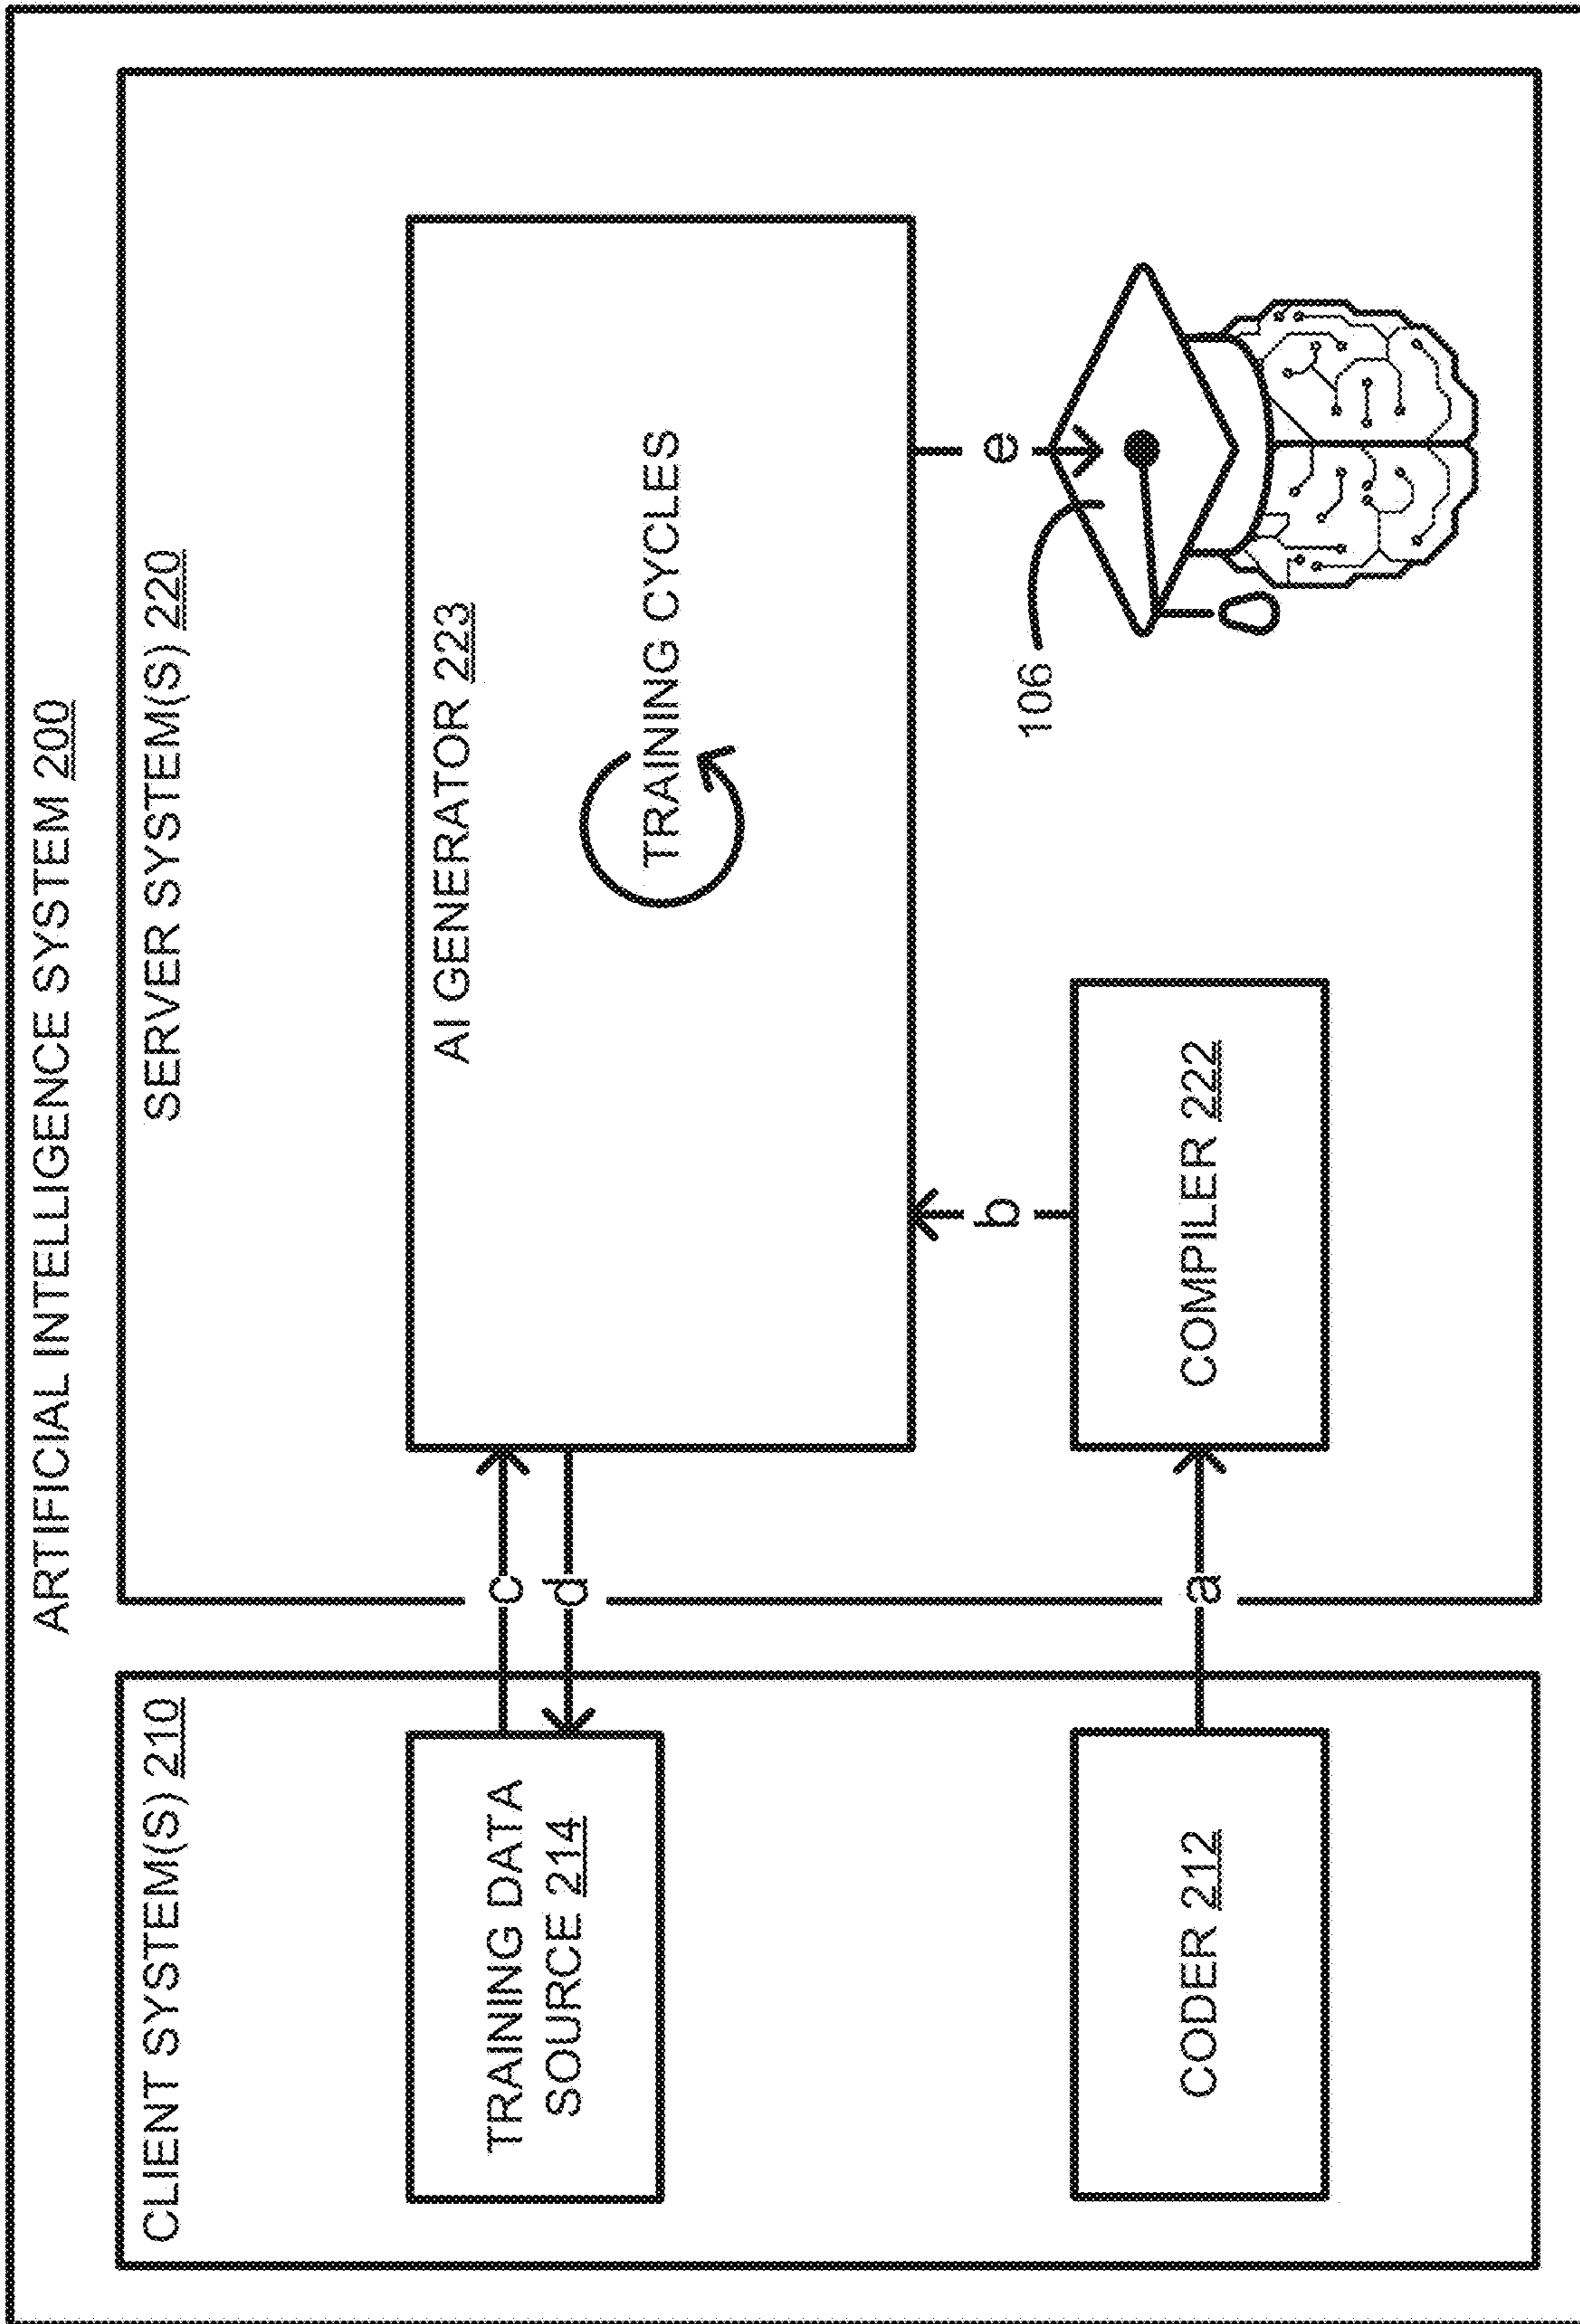 ARTIFICIAL INTELLIGENCE SYSTEM 200
CLIENT SYSTEM(S) 210
TRAINING DATA
SOURCE 214
CODER 212
c
d
a
SERVER SYSTEM(S) 220
AI GENERATOR 223
TRAINING CYCLES
b
COMPILER 222
e
106